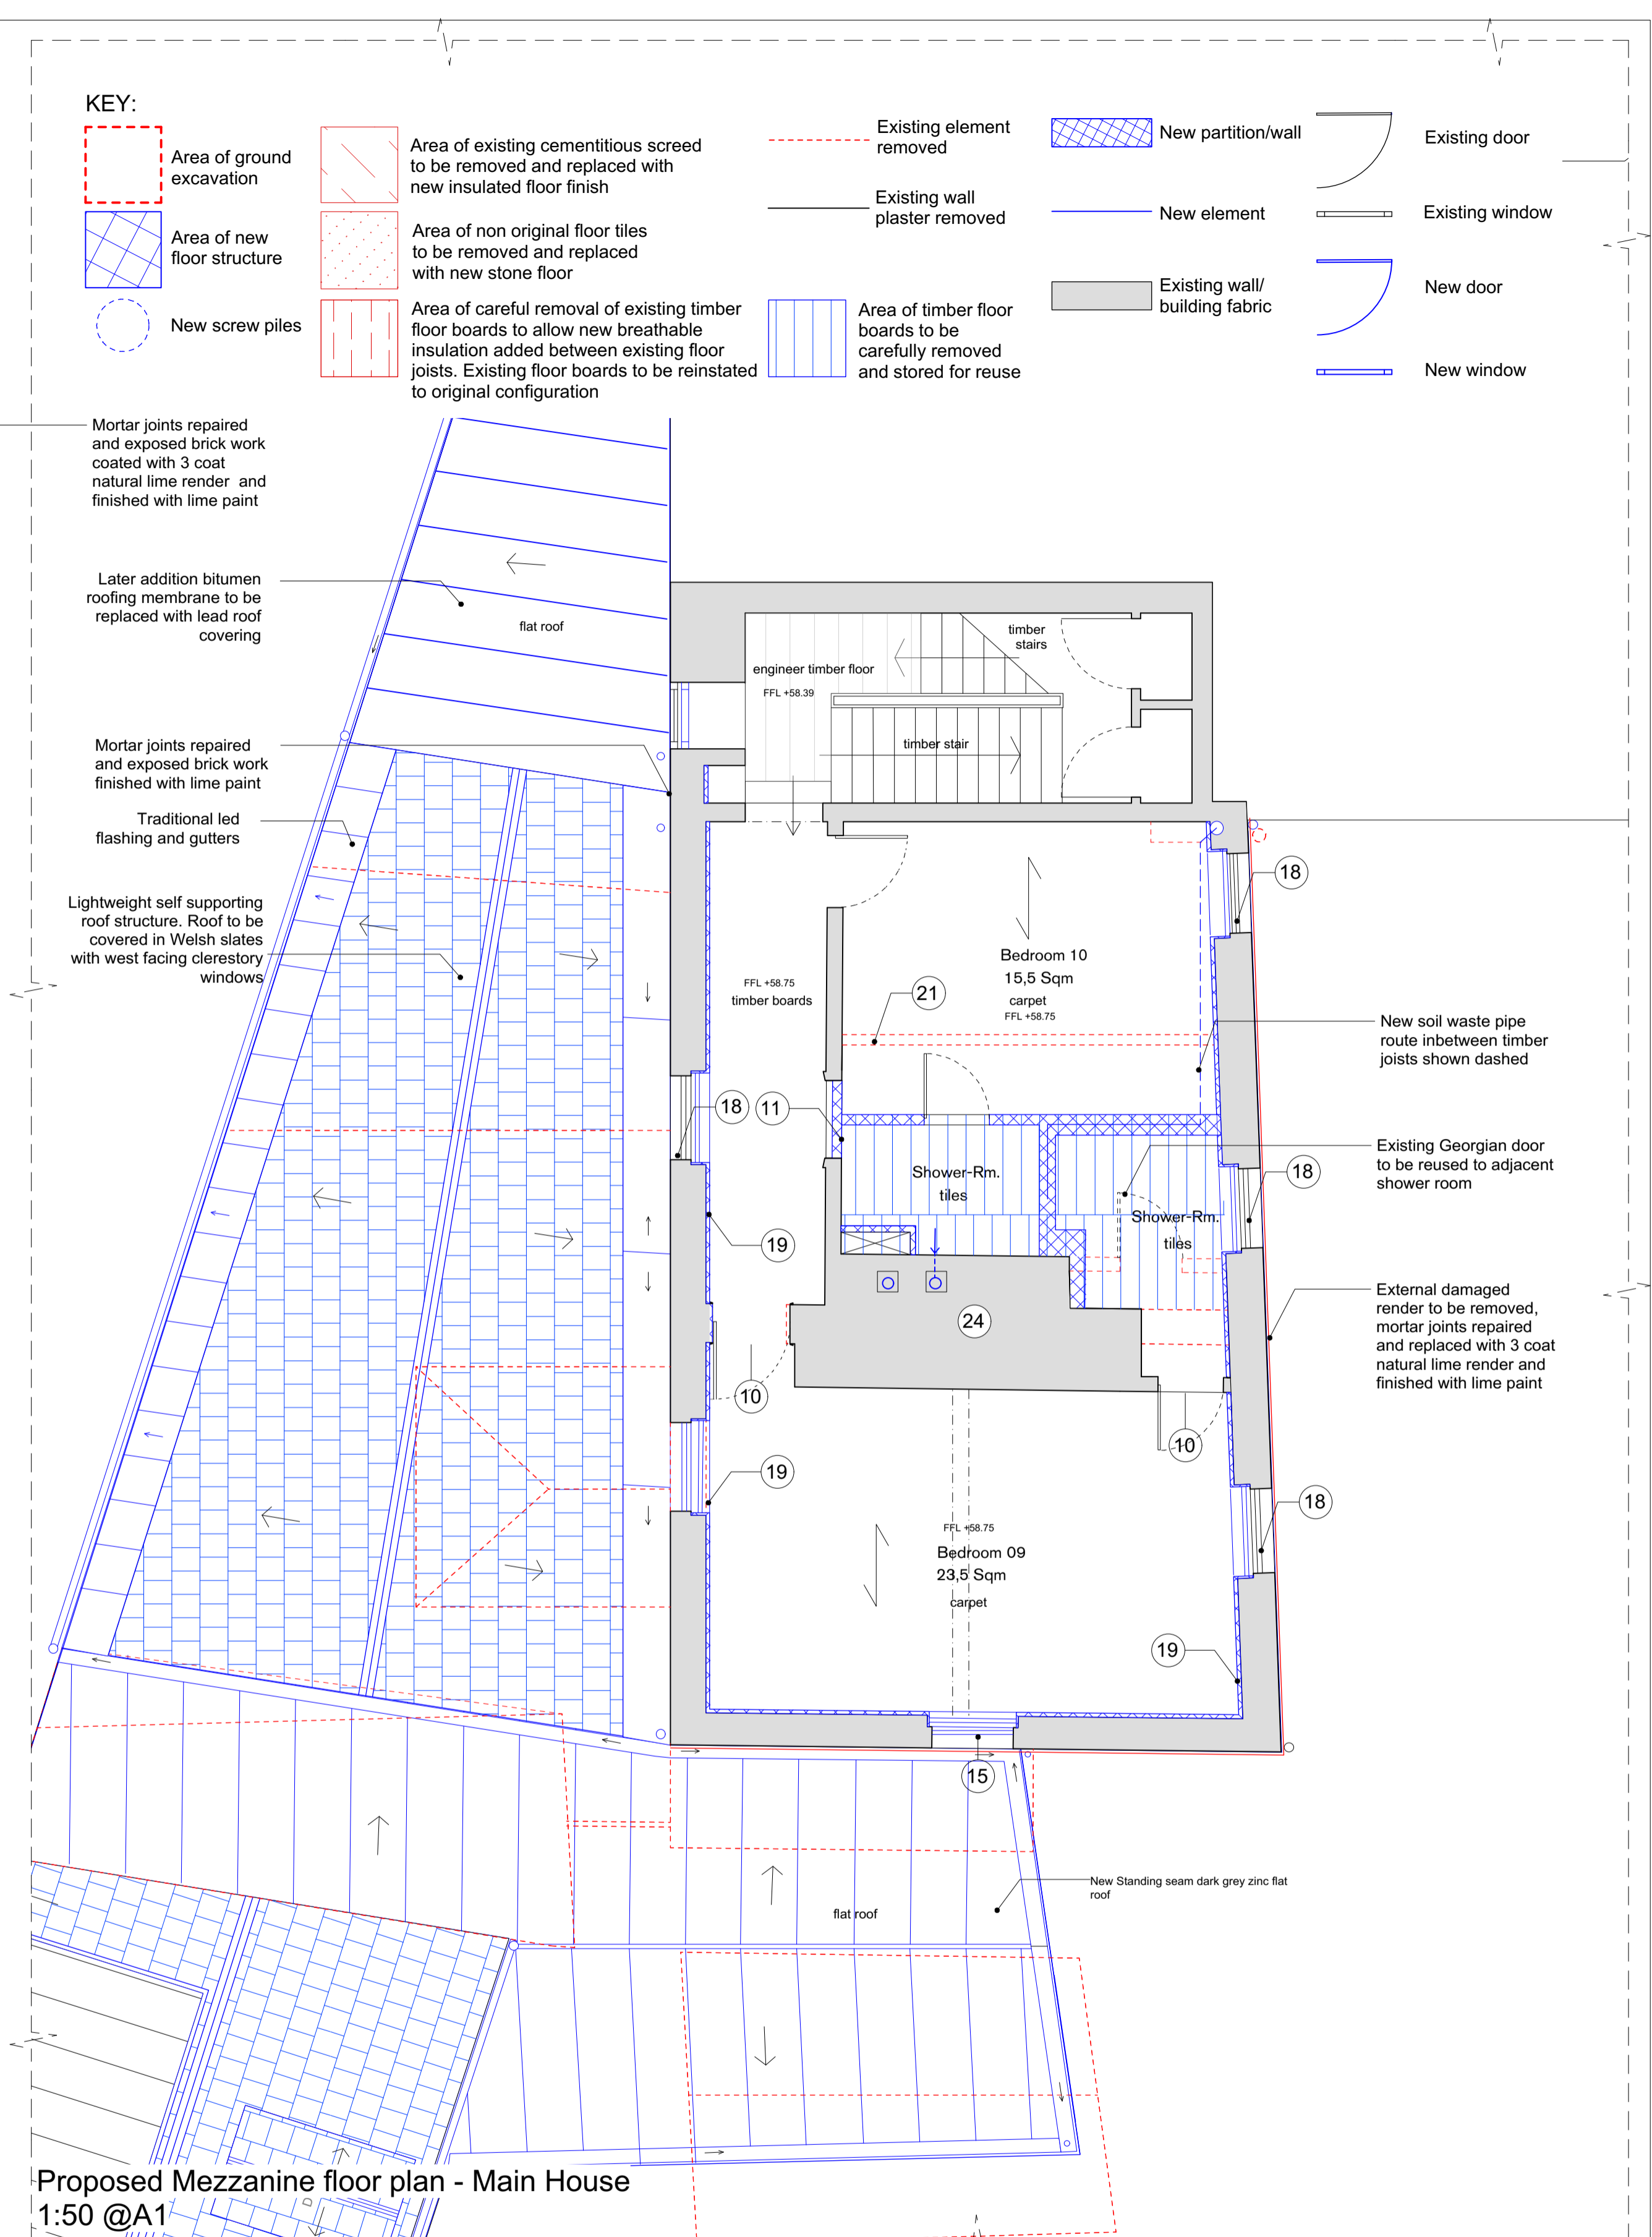 KEY:
Area of ground
excavation
Area of new
floor structure
New screw piles
Area of existing cementitious screed
to be removed and replaced with
new insulated floor finish
Area of non original floor tiles
to be removed and replaced
with new stone floor
Area of careful removal of existing timber
floor boards to allow new breathable
insulation added between existing floor
joists. Existing floor boards to be reinstated
to original configuration
Existing element
removed
Existing wall
plaster removed
Area of timber floor
boards to be
carefully removed
and stored for reuse
New partition/wall
New element
Existing wall/
building fabric
Existing door
Existing window
New door
New window
Mortar joints repaired
and exposed brick work
coated with 3 coat
natural lime render and
finished with lime paint
Later addition bitumen
roofing membrane to be
replaced with lead roof
covering
flat roof
timber
stairs
engineer timber floor
FFL +58.39
timber stair
Mortar joints repaired
and exposed brick work
finished with lime paint
Traditional led
flashing and gutters
Lightweight self supporting
roof structure. Roof to be
covered in Welsh slates
with west facing clerestory
windows
18
Bedroom 10
15,5 Sqm
carpet
FFL +58.75
FFL +58.75
timber boards
21
New soil waste pipe
route inbetween timber
joists shown dashed
18
11
Existing Georgian door
to be reused to adjacent
shower room
Shower-Rm.
tiles
18
Shower-Rm.
tiles
19
External damaged
render to be removed,
mortar joints repaired
and replaced with 3 coat
natural lime render and
finished with lime paint
24
10
10
19
18
FFL +58.75
Bedroom 09
23,5 Sqm
carpet
19
15
New Standing seam dark grey zinc flat
roof
flat roof
D
Proposed Mezzanine floor plan - Main House
1:50 @A1